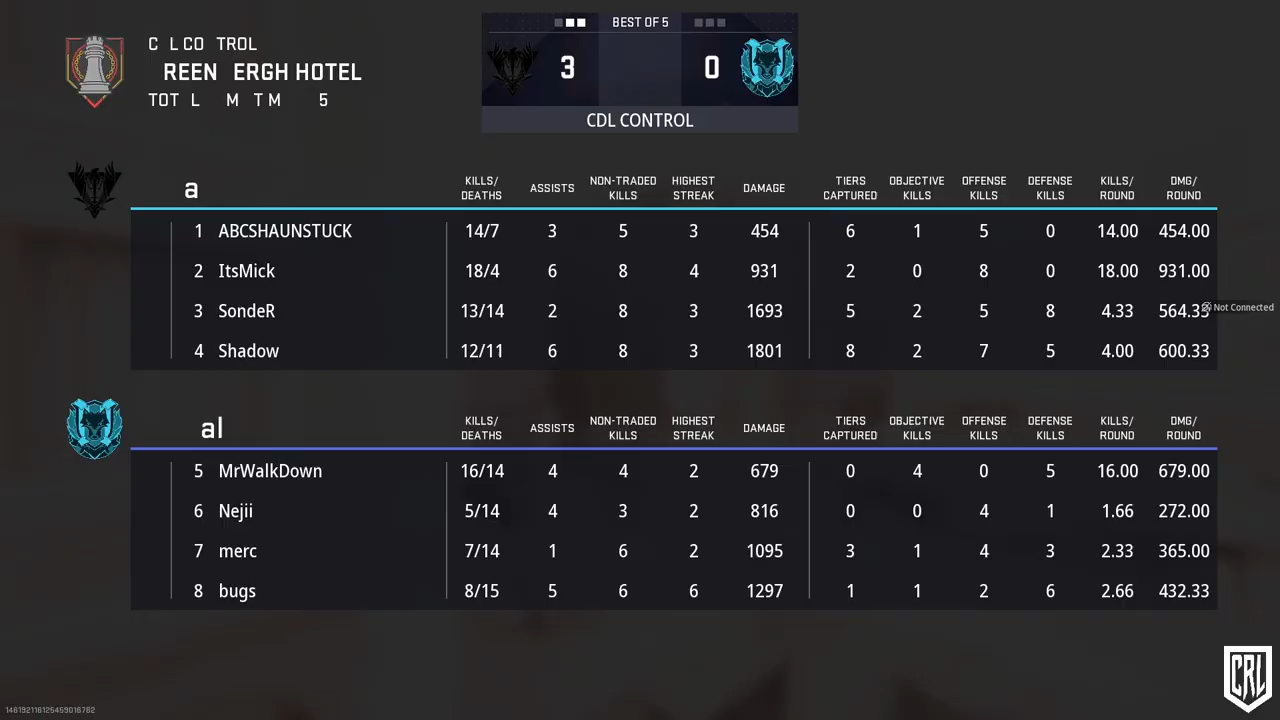 C L CO TROL
REEN ERGH HOTEL
TOT L M T M 5
BEST OF 5
3 0
CDL CONTROL
a KILLS/DEATHS ASSISTS NON-TRADED KILLS HIGHEST STREAK DAMAGE TIERS CAPTURED OBJECTIVE KILLS OFFENSE KILLS DEFENSE KILLS KILLS/ROUND DMG/ROUND
1 ABCSHAUNSTUCK 14/7 3 5 3 454 6 1 5 0 14.00 454.00
2 ItsMick 18/4 6 8 4 931 2 0 8 0 18.00 931.00
3 SondeR 13/14 2 8 3 1693 5 2 5 8 4.33 564.33
Not Connected
4 Shadow 12/11 6 8 3 1801 8 2 7 5 4.00 600.33
al KILLS/DEATHS ASSISTS NON-TRADED KILLS HIGHEST STREAK DAMAGE TIERS CAPTURED OBJECTIVE KILLS OFFENSE KILLS DEFENSE KILLS KILLS/ROUND DMG/ROUND
5 MrWalkDown 16/14 4 4 2 679 0 4 0 5 16.00 679.00
6 Nejii 5/14 4 3 2 816 0 0 4 1 1.66 272.00
7 merc 7/14 1 6 2 1095 3 1 4 3 2.33 365.00
8 bugs 8/15 5 6 6 1297 1 1 2 6 2.66 432.33
CRL